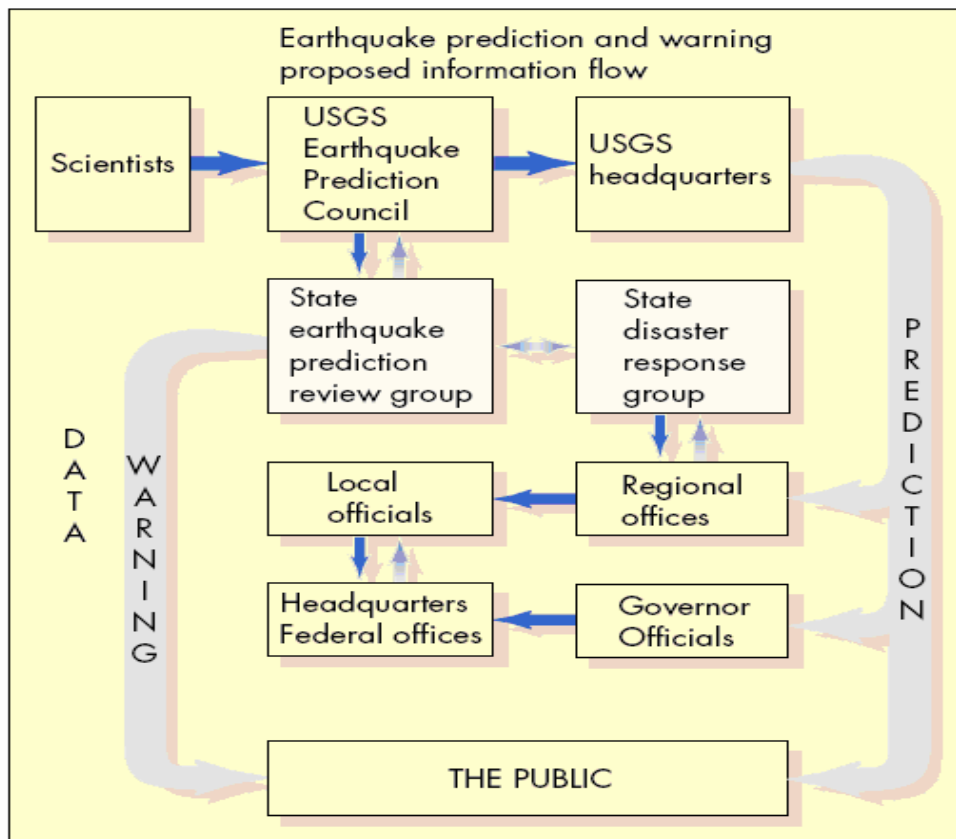 Earthquake prediction and warning
proposed information flow
Scientists
USGS
Earthquake
Prediction
Council
USGS
headquarters
State
earthquake
prediction
review group
State
disaster
response
group
Local
officials
Regional
offices
Headquarters
Federal offices
Governor
Officials
THE PUBLIC
DATA
WARNING
PREDICTION